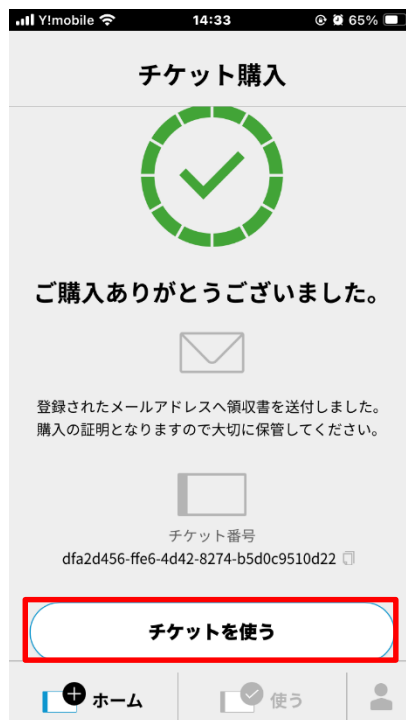 Y!mobile 14:33 65%
チケット購入
ご購入ありがとうございました。
登録されたメールアドレスへ領収書を送付しました。
購入の証明となりますので大切に保管してください。
チケット番号
dfa2d456-ffe6-4d42-8274-b5d0c9510d22
チケットを使う
ホーム 使う